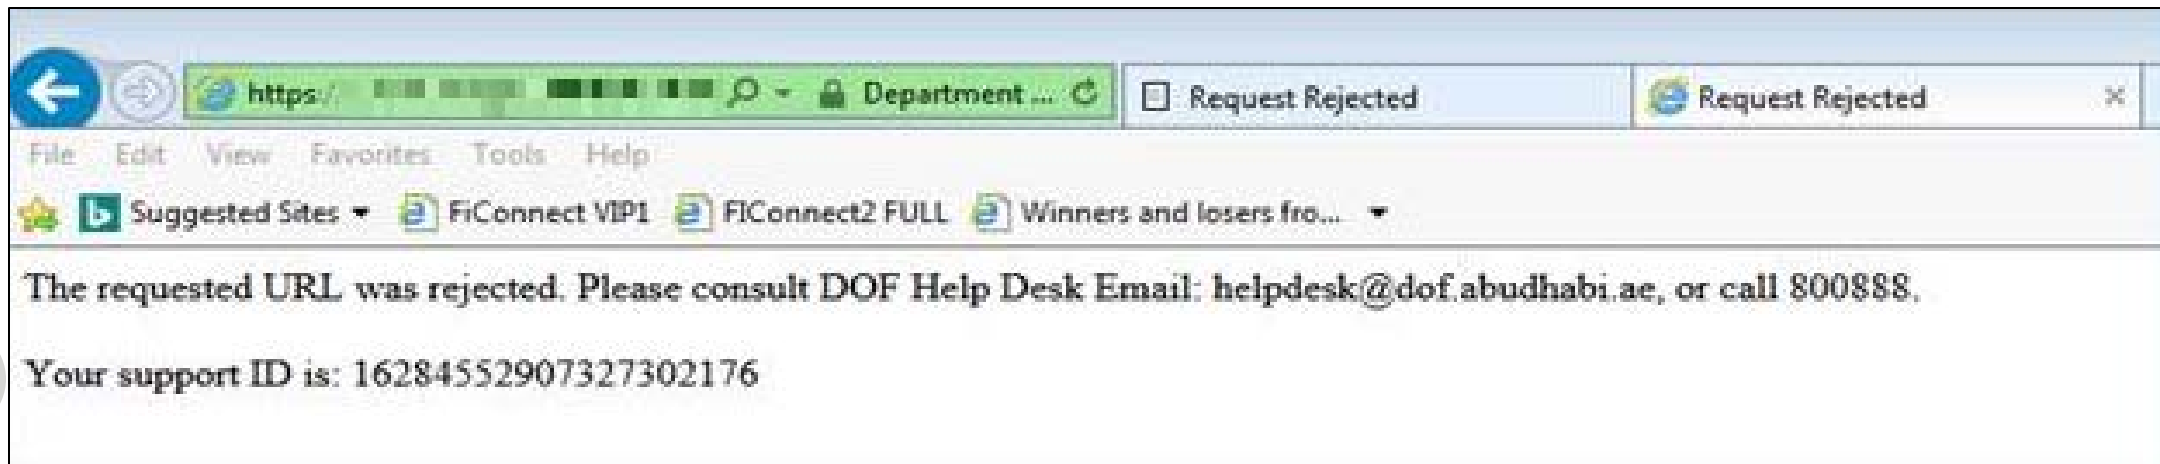 https:/ Department ... Request Rejected Request Rejected
File Edit View Favorites Tools Help
Suggested Sites FiConnect VIP1 FIConnect2 FULL Winners and losers fro...
The requested URL was rejected. Please consult DOF Help Desk Email: helpdesk@dof.abudhabi.ae, or call 800888.
Your support ID is: 16284552907327302176